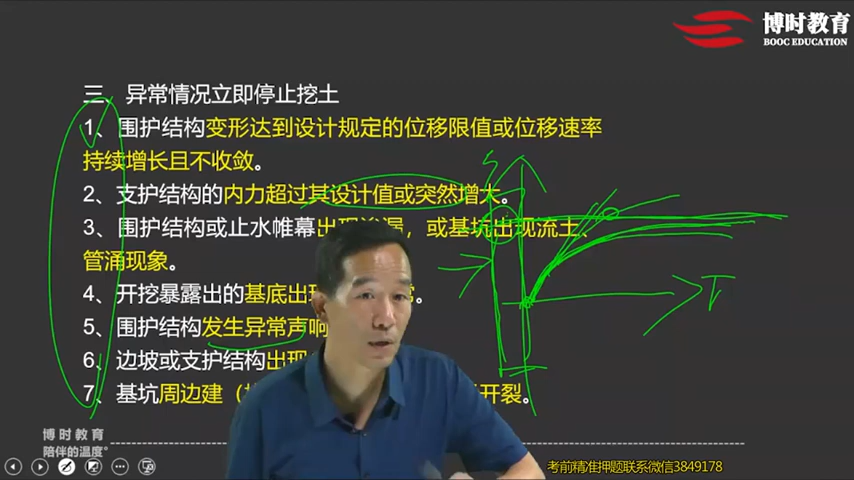 博时教育
BOOC EDUCATION
三、异常情况立即停止挖土
1、围护结构变形达到设计规定的位移限值或位移速率
持续增长且不收敛。
2、支护结构的内力超过其设计值或突然增大。
3、围护结构或止水帷幕出现渗漏，或基坑出现流土、
管涌现象。
4、开挖暴露出的基底出现 常。
5、围护结构发生异常声响
6、边坡或支护结构出现
7、基坑周边建（ 开裂。
S
T
博时教育
陪伴的温度°
考前精准押题联系微信3849178